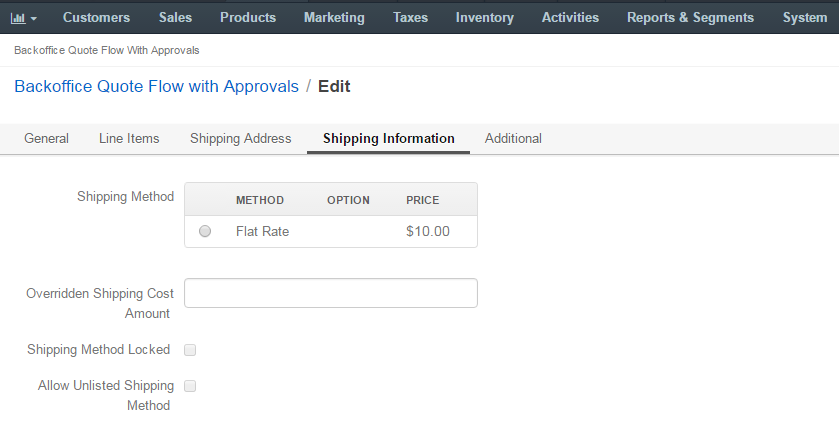 Customers Sales Products Marketing Taxes Inventory Activities Reports & Segments System
Backoffice Quote Flow With Approvals
Backoffice Quote Flow with Approvals / Edit
General Line Items Shipping Address Shipping Information Additional
Shipping Method
METHOD OPTION PRICE
Flat Rate $10.00
Overridden Shipping Cost
Amount
Shipping Method Locked
Allow Unlisted Shipping
Method